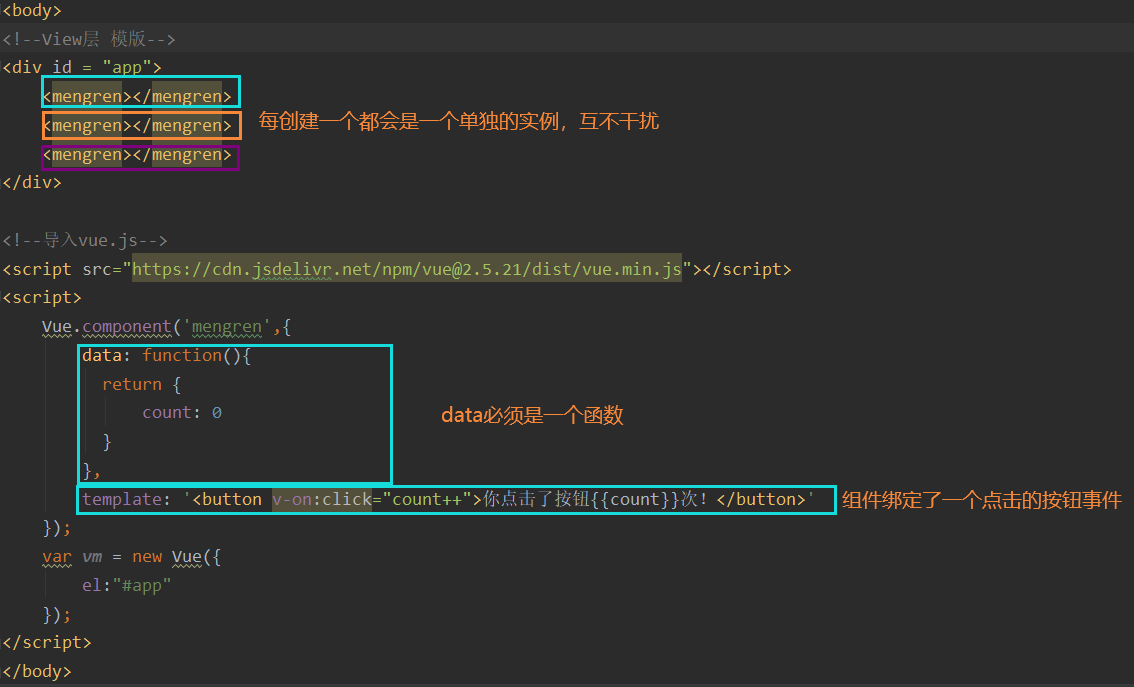 <body>
<!--View层 模版-->
<div id = "app">
<mengren></mengren>
<mengren></mengren> 每创建一个都会是一个单独的实例，互不干扰
<mengren></mengren>
</div>
<!--导入vue.js-->
<script src="https://cdn.jsdelivr.net/npm/vue@2.5.21/dist/vue.min.js"></script>
<script>
Vue.component('mengren',{
data: function(){
return {
count: 0 data必须是一个函数
}
},
template: '<button v-on:click="count++">你点击了按钮{{count}}次！</button>' 组件绑定了一个点击的按钮事件
});
var vm = new Vue({
el:"#app"
});
</script>
</body>